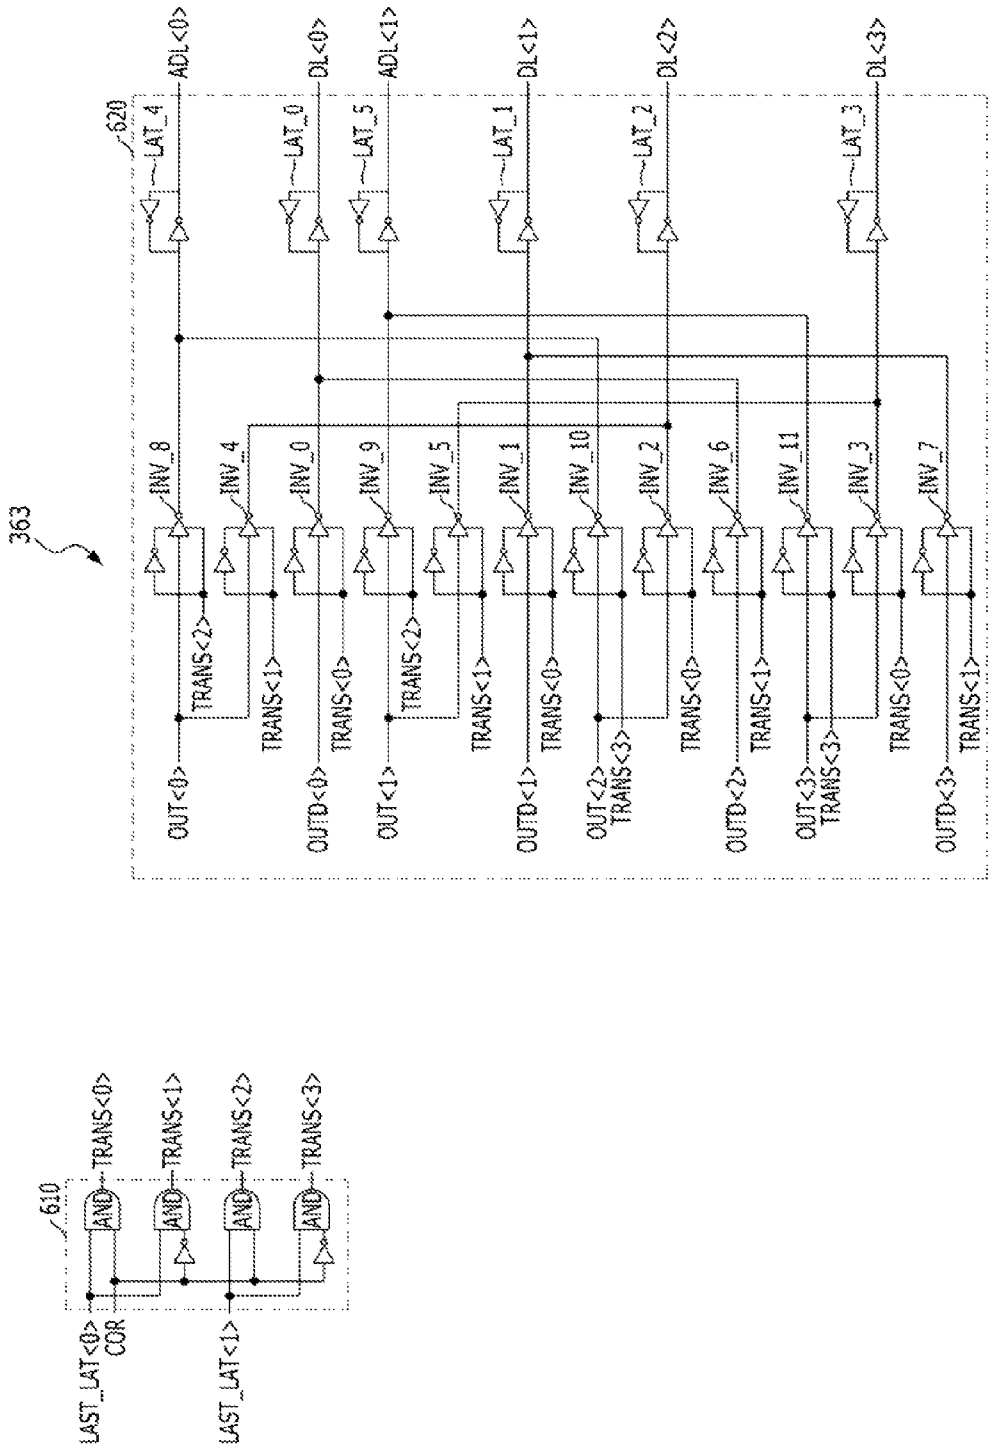 363
620
ADL<0>
DL<0>
ADL<1>
DL<1>
DL<2>
DL<3>
LAT_4
LAT_0
LAT_5
LAT_1
LAT_2
LAT_3
INV_8
INV_4
INV_0
INV_9
INV_5
INV_1
INV_10
INV_2
INV_6
INV_11
INV_3
INV_7
TRANS<2>
TRANS<1>
TRANS<0>
TRANS<2>
TRANS<1>
TRANS<0>
TRANS<3>
TRANS<0>
TRANS<1>
TRANS<3>
TRANS<0>
TRANS<1>
OUT<0>
OUTD<0>
OUT<1>
OUTD<1>
OUT<2>
OUTD<2>
OUT<3>
OUTD<3>
610
TRANS<0>
TRANS<1>
TRANS<2>
TRANS<3>
AND
AND
AND
AND
LAST_LAT<0>
COR
LAST_LAT<1>